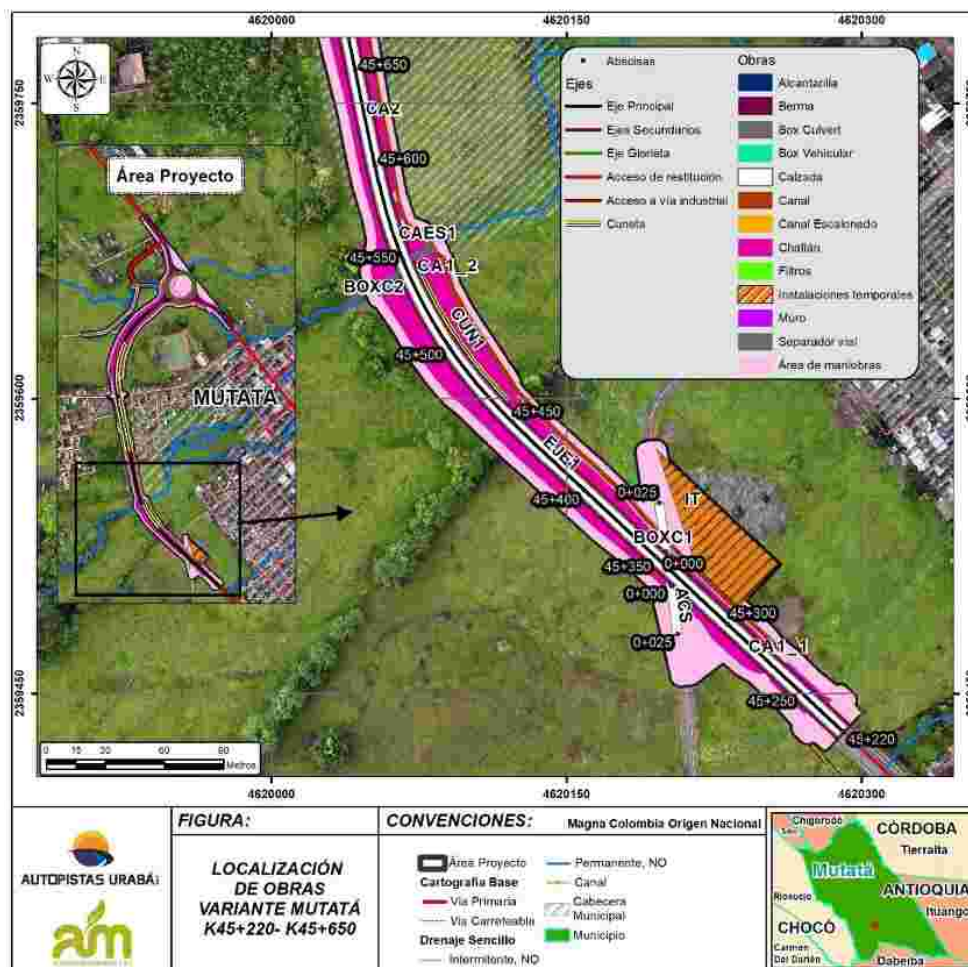 4620000
4620150
4620300
2359750
2359600
2359450
N
W
E
S
Área Proyecto
MUTATÁ
45+650
CA2
45+600
CAES1
45+550
CA1_2
BOXC2
CUN1
45+500
45+450
EJE1
45+400
0+025
IT
BOXC1
45+350
0+000
0+000
ACS
45+300
0+025
CA1_1
45+250
45+220
Abscisas
Ejes
Eje Principal
Ejes Secundarios
Eje Glorieta
Acceso de restitución
Acceso a vía industrial
Cuneta
Obras
Alcantarilla
Berma
Box Culvert
Box Vehicular
Calzada
Canal
Canal Escalonado
Chaflán
Filtros
Instalaciones temporales
Muro
Separador vial
Área de maniobras
0 15 30 60 90
Metros
4620000
4620150
4620300
AUTOPISTAS URABÁ
am
FIGURA:
LOCALIZACIÓN
DE OBRAS
VARIANTE MUTATÁ
K45+220- K45+650
CONVENCIONES:
Magna Colombia Origen Nacional
Área Proyecto
Cartografía Base
Vía Primaria
Vía Carreteable
Drenaje Sencillo
Intermitente, NO
Permanente, NO
Canal
Cabecera
Municipal
Municipio
Chigorodó
CÓRDOBA
Tierralta
Mutatá
ANTIOQUIA
Riosucio
Ituango
CHOCÓ
Carmen
Del Darién
Dabeiba